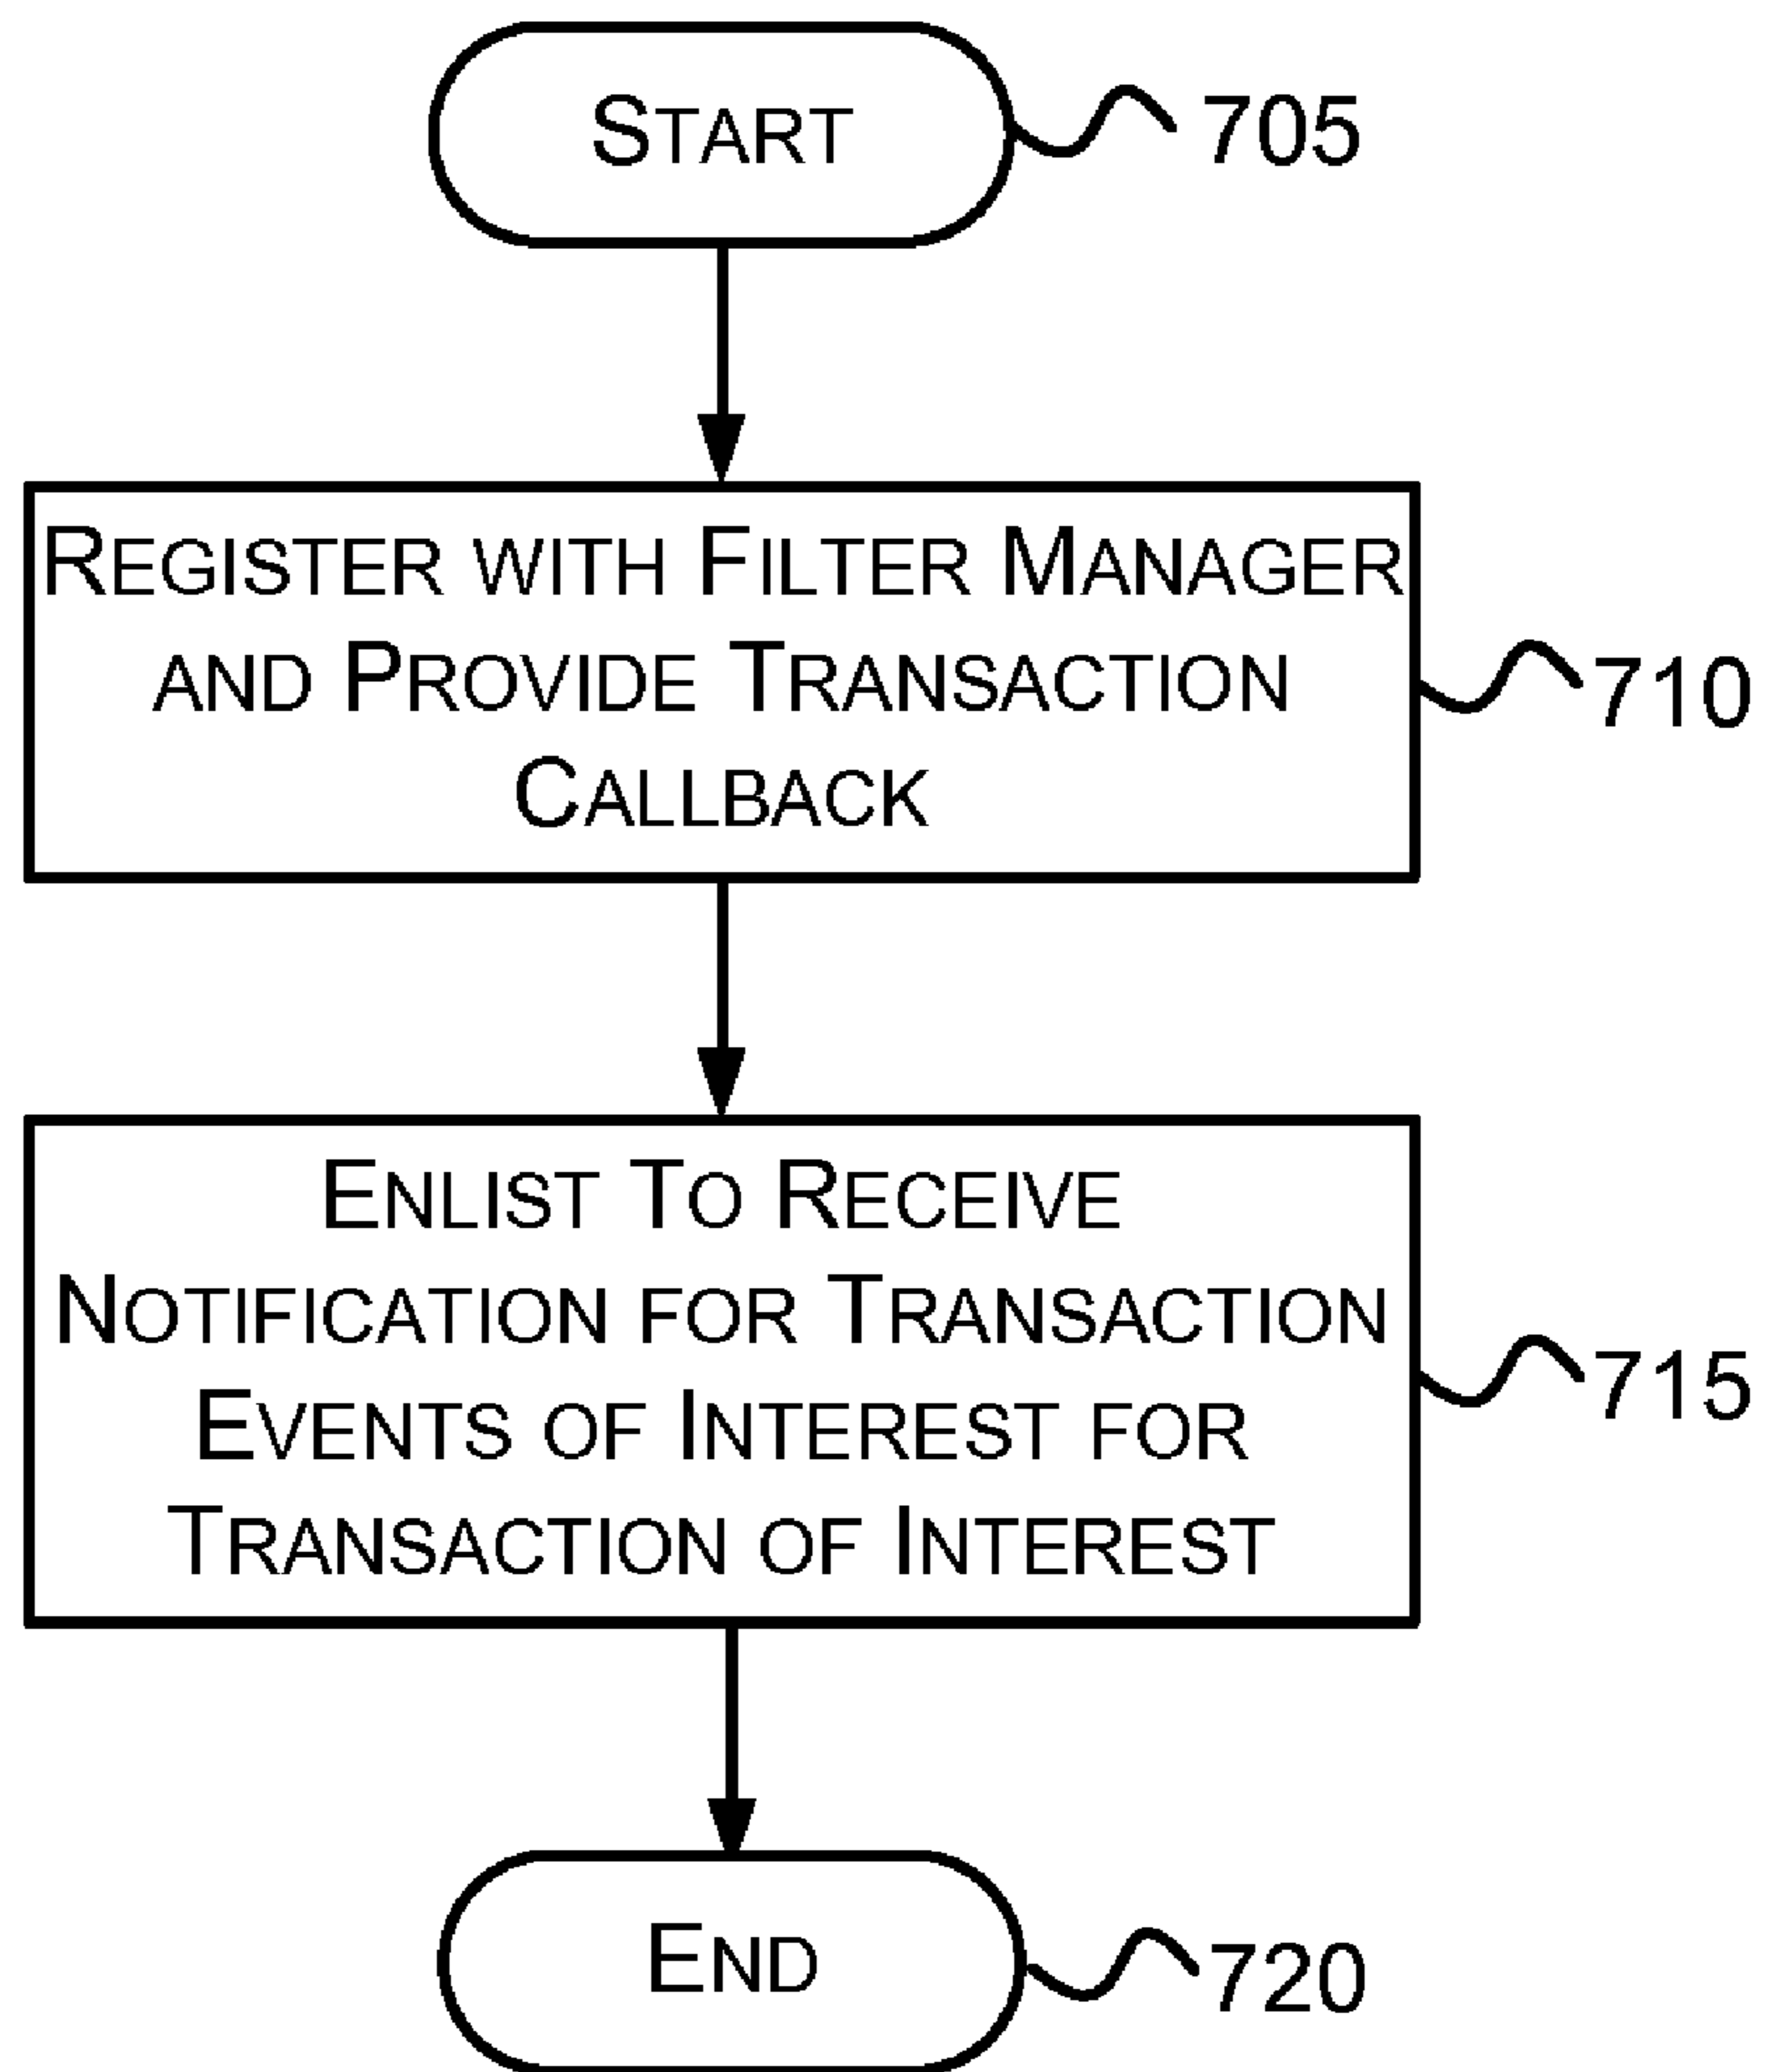 START
705
REGISTER WITH FILTER MANAGER
AND PROVIDE TRANSACTION
CALLBACK
710
ENLIST TO RECEIVE
NOTIFICATION FOR TRANSACTION
EVENTS OF INTEREST FOR
TRANSACTION OF INTEREST
715
END
720